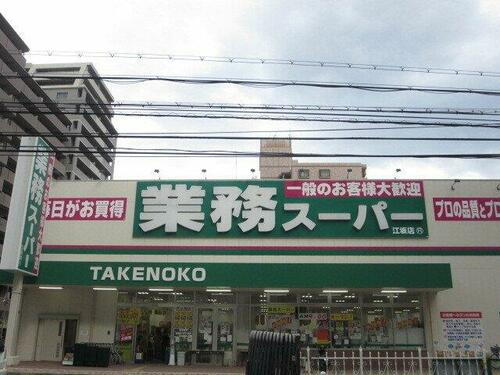 業務スーパー
一般のお客様大歓迎
毎日がお買得
業務スーパー
江坂店
プロの品質とプロ
TAKENOKO